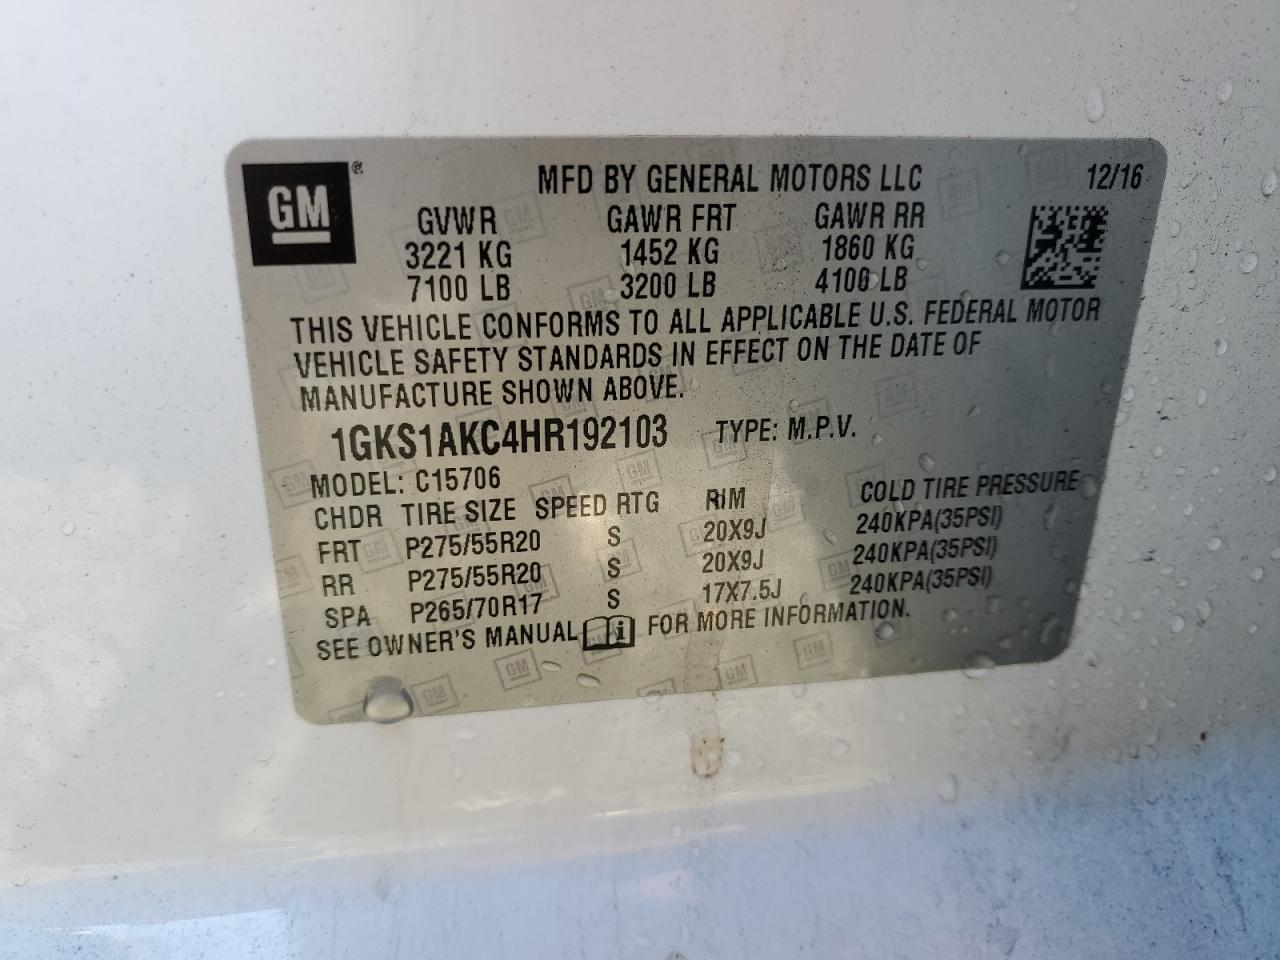 GM ®
MFD BY GENERAL MOTORS LLC 12/16
GVWR GAWR FRT GAWR RR
3221 KG 1452 KG 1860 KG
7100 LB 3200 LB 4100 LB
THIS VEHICLE CONFORMS TO ALL APPLICABLE U.S. FEDERAL MOTOR
VEHICLE SAFETY STANDARDS IN EFFECT ON THE DATE OF
MANUFACTURE SHOWN ABOVE.
1GKS1AKC4HR192103 TYPE: M.P.V.
MODEL: C15706
CHDR TIRE SIZE SPEED RTG RIM COLD TIRE PRESSURE
FRT P275/55R20 S 20X9J 240KPA(35PSI)
RR P275/55R20 S 20X9J 240KPA(35PSI)
SPA P265/70R17 S 17X7.5J 240KPA(35PSI)
SEE OWNER'S MANUAL FOR MORE INFORMATION.